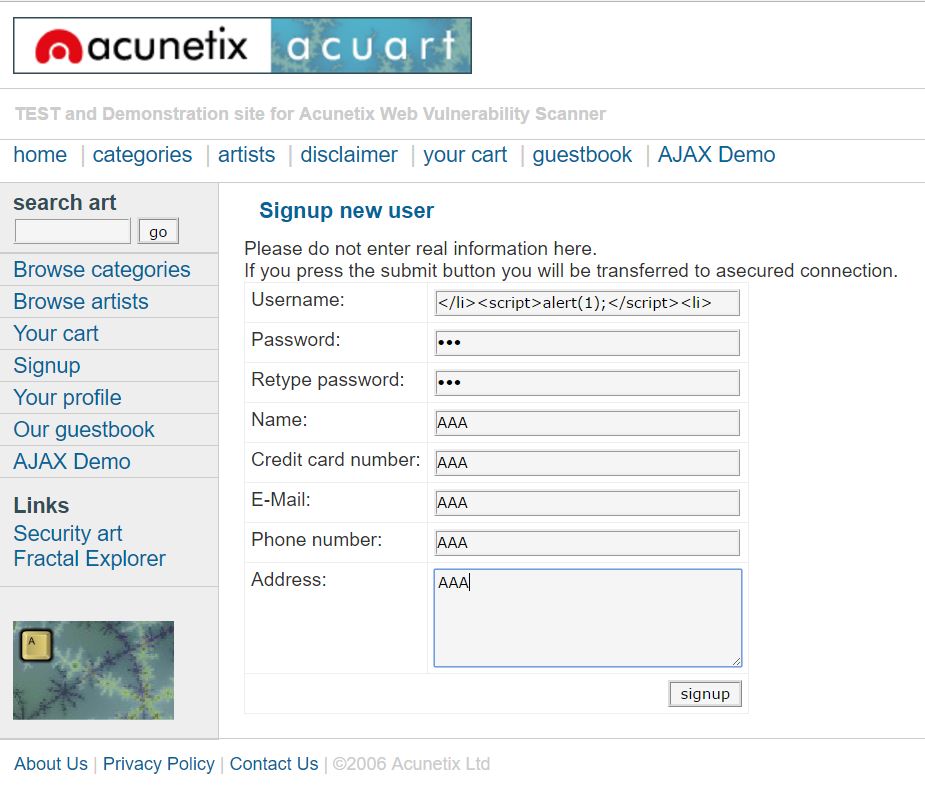 acunetix acuart
TEST and Demonstration site for Acunetix Web Vulnerability Scanner
home | categories | artists | disclaimer | your cart | guestbook | AJAX Demo
search art
go
Browse categories
Browse artists
Your cart
Signup
Your profile
Our guestbook
AJAX Demo
Links
Security art
Fractal Explorer
A
Signup new user
Please do not enter real information here.
If you press the submit button you will be transferred to asecured connection.
Username: </li><script>alert(1);</script><li>
Password: •••
Retype password: •••
Name: AAA
Credit card number: AAA
E-Mail: AAA
Phone number: AAA
Address: AAA
signup
About Us | Privacy Policy | Contact Us | ©2006 Acunetix Ltd